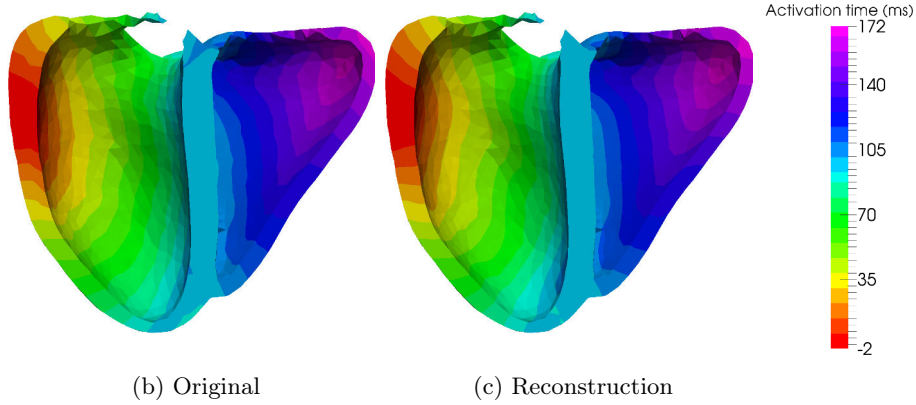 Activation time (ms)
172
140
105
70
35
-2
(b) Original
(c) Reconstruction